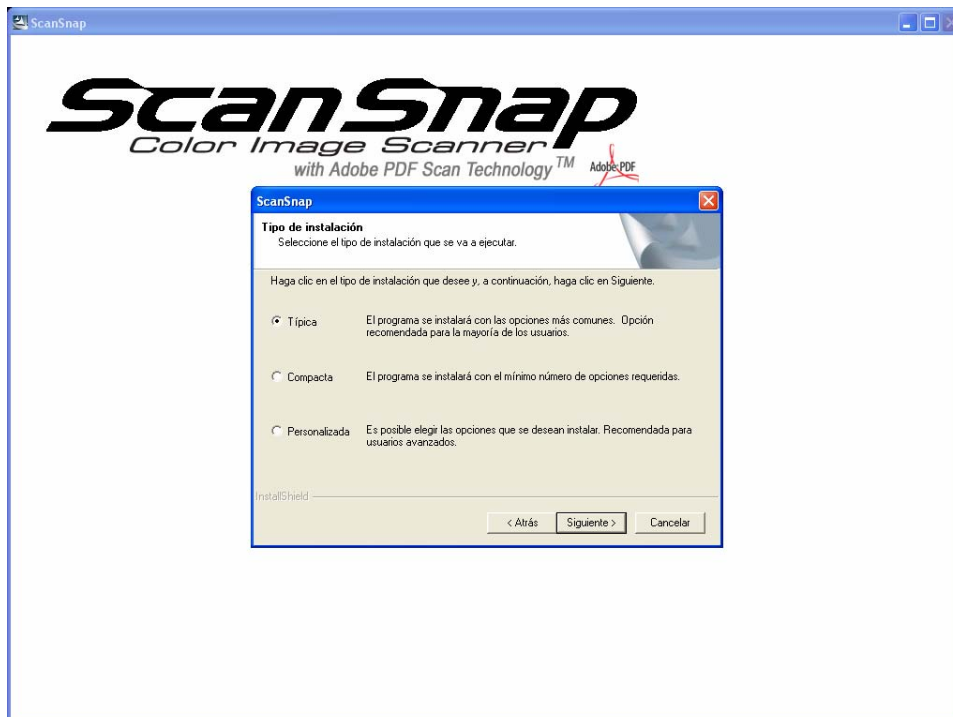 ScanSnap
ScanSnap
Color Image Scanner
with Adobe PDF Scan Technology TM
Adobe PDF
ScanSnap
Tipo de instalación
Seleccione el tipo de instalación que se va a ejecutar.
Haga clic en el tipo de instalación que desee y, a continuación, haga clic en Siguiente.
Típica
El programa se instalará con las opciones más comunes. Opción
recomendada para la mayoría de los usuarios.
Compacta
El programa se instalará con el mínimo número de opciones requeridas.
Personalizada
Es posible elegir las opciones que se desean instalar. Recomendada para
usuarios avanzados.
InstallShield
< Atrás
Siguiente >
Cancelar